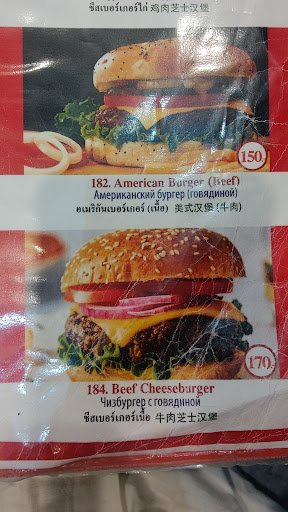 ชีสเบอร์เกอร์ไก่ 鸡肉芝士汉堡
150.
182. American Burger (Beef)
Американский бургер (говядиной)
อเมริกันเบอร์เกอร์ (เนื้อ) 美式汉堡 (牛肉)
170.
184. Beef Cheeseburger
Чизбургер с говядиной
ชีสเบอร์เกอร์เนื้อ 牛肉芝士汉堡